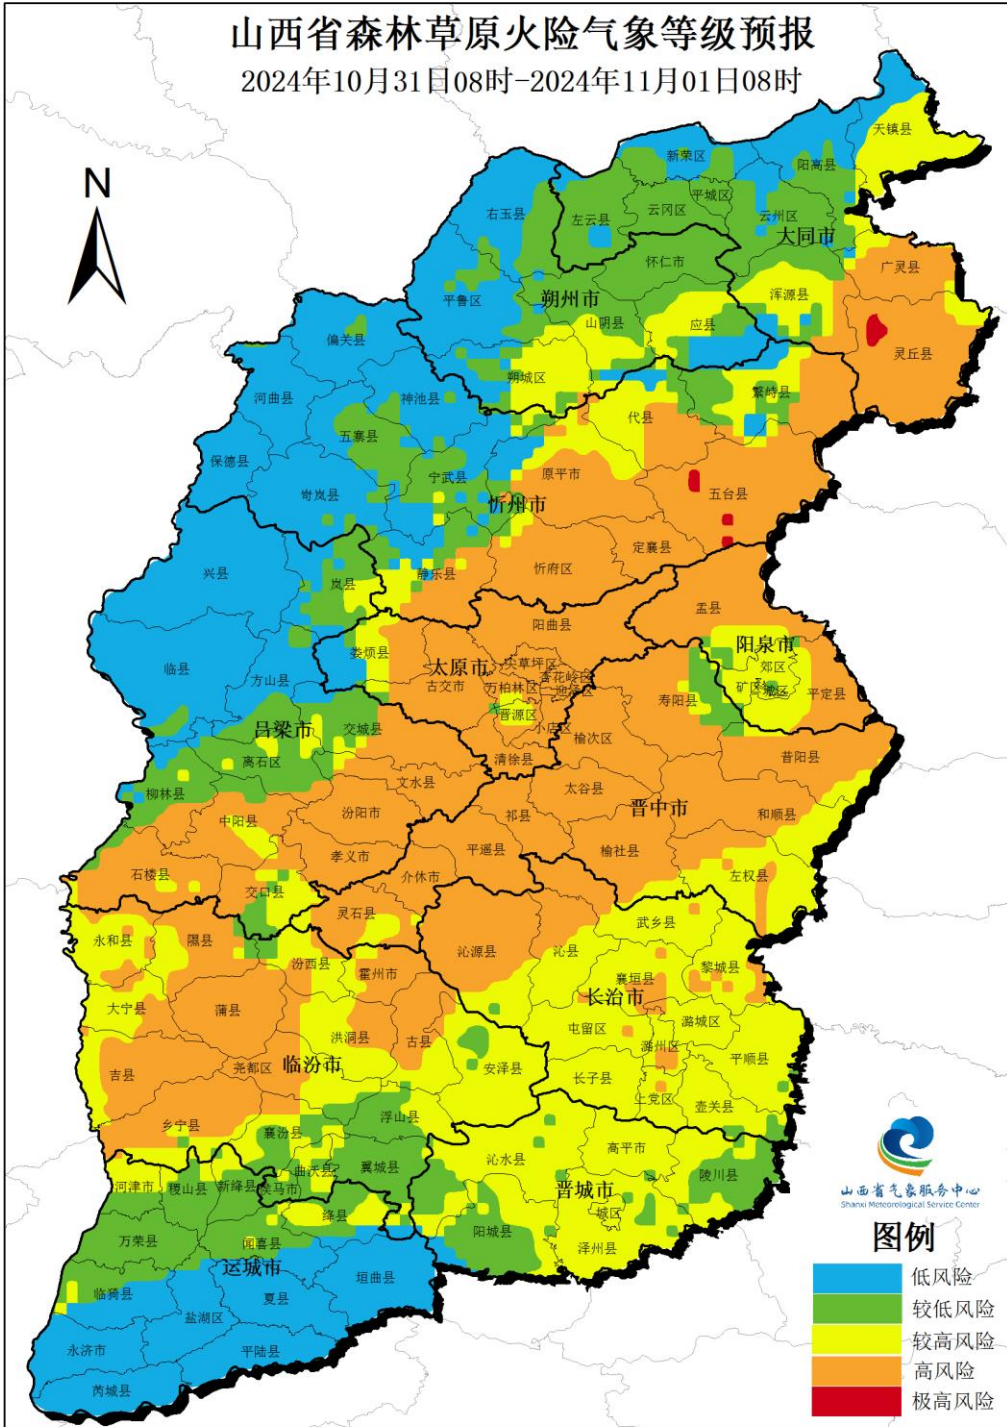 山西省森林草原火险气象等级预报
2024年10月31日08时-2024年11月01日08时
N
天镇县
新荣区
阳高县
平城区
右玉县
左云县
云冈区
云州区
大同市
怀仁市
广灵县
平鲁区
朔州市
浑源县
山阴县
应县
偏关县
灵丘县
朔城区
河曲县
神池县
繁峙县
代县
五寨县
保德县
宁武县
原平市
岢岚县
五台县
忻州市
定襄县
兴县
静乐县
忻府区
岚县
盂县
阳曲县
娄烦县
阳泉市
临县
太原市
尖草坪区
郊区
杏花岭区
方山县
古交市
万柏林区
迎泽区
矿区
城区
平定县
寿阳县
晋源区
吕梁市
交城县
小店区
榆次区
离石区
清徐县
昔阳县
文水县
太谷县
柳林县
晋中市
中阳县
汾阳市
祁县
和顺县
孝义市
平遥县
榆社县
石楼县
介休市
左权县
交口县
灵石县
武乡县
永和县
隰县
沁源县
沁县
汾西县
霍州市
襄垣县
黎城县
长治市
大宁县
蒲县
洪洞县
古县
屯留区
潞城区
潞州区
临汾市
尧都区
安泽县
平顺县
吉县
长子县
上党区
壶关县
乡宁县
浮山县
襄汾县
高平市
曲沃县
翼城县
沁水县
陵川县
河津市
稷山县
新绛县
侯马市
晋城市
绛县
城区
阳城县
万荣县
闻喜县
泽州县
运城市
垣曲县
临猗县
夏县
盐湖区
永济市
平陆县
芮城县
山西省气象服务中心
Shanxi Meteorological Service Center
图例
低风险
较低风险
较高风险
高风险
极高风险